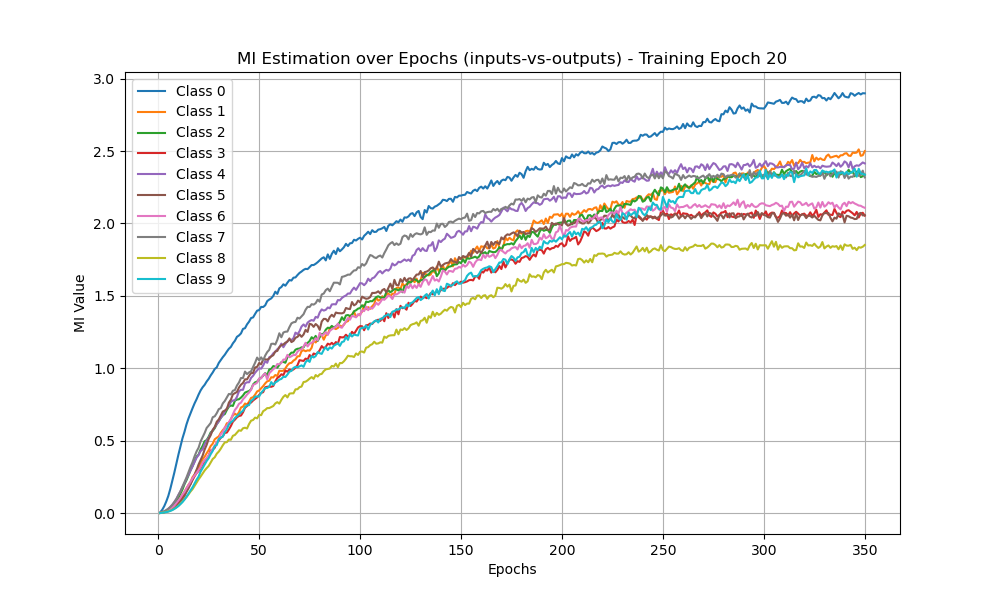 MI Estimation over Epochs (inputs-vs-outputs) - Training Epoch 20
MI Value
3.0
2.5
2.0
1.5
1.0
0.5
0.0
Class 0
Class 1
Class 2
Class 3
Class 4
Class 5
Class 6
Class 7
Class 8
Class 9
0 50 100 150 200 250 300 350
Epochs